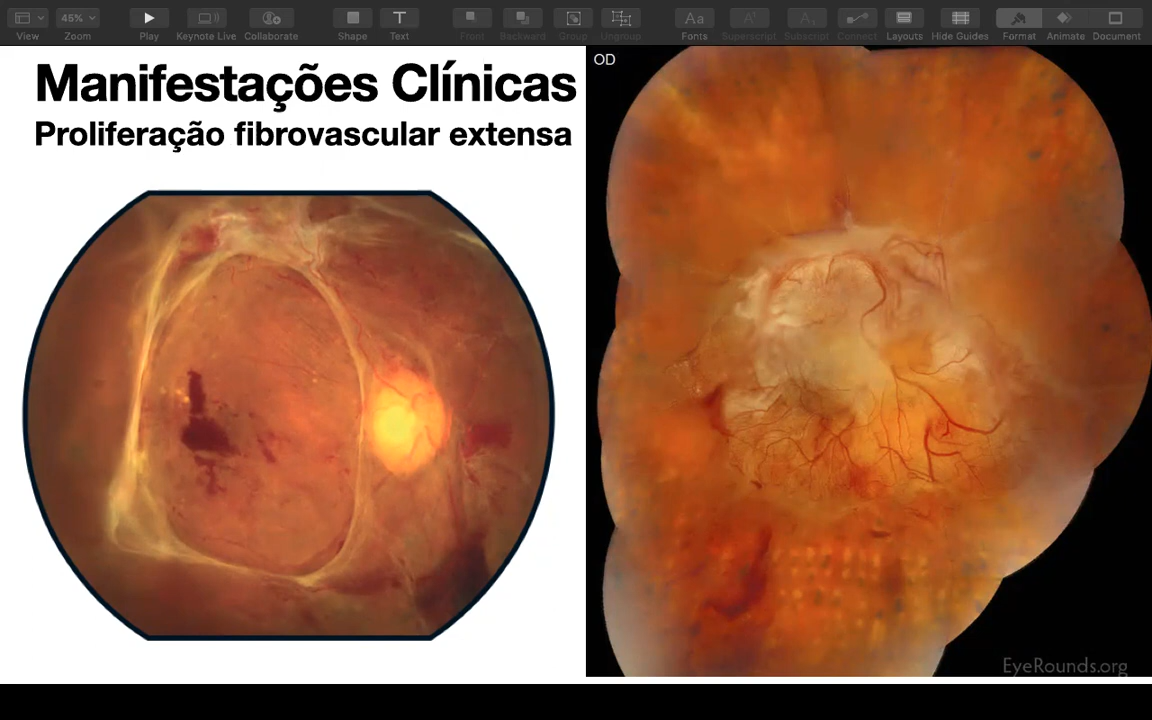 View
45%
Zoom
Play
Keynote Live
Collaborate
Shape
T
Text
Front
Backward
Group
Ungroup
Aa
Fonts
Superscript
Subscript
Connect
Layouts
Hide Guides
Format
Animate
Document
Manifestações Clínicas
Proliferação fibrovascular extensa
OD
EyeRounds.org